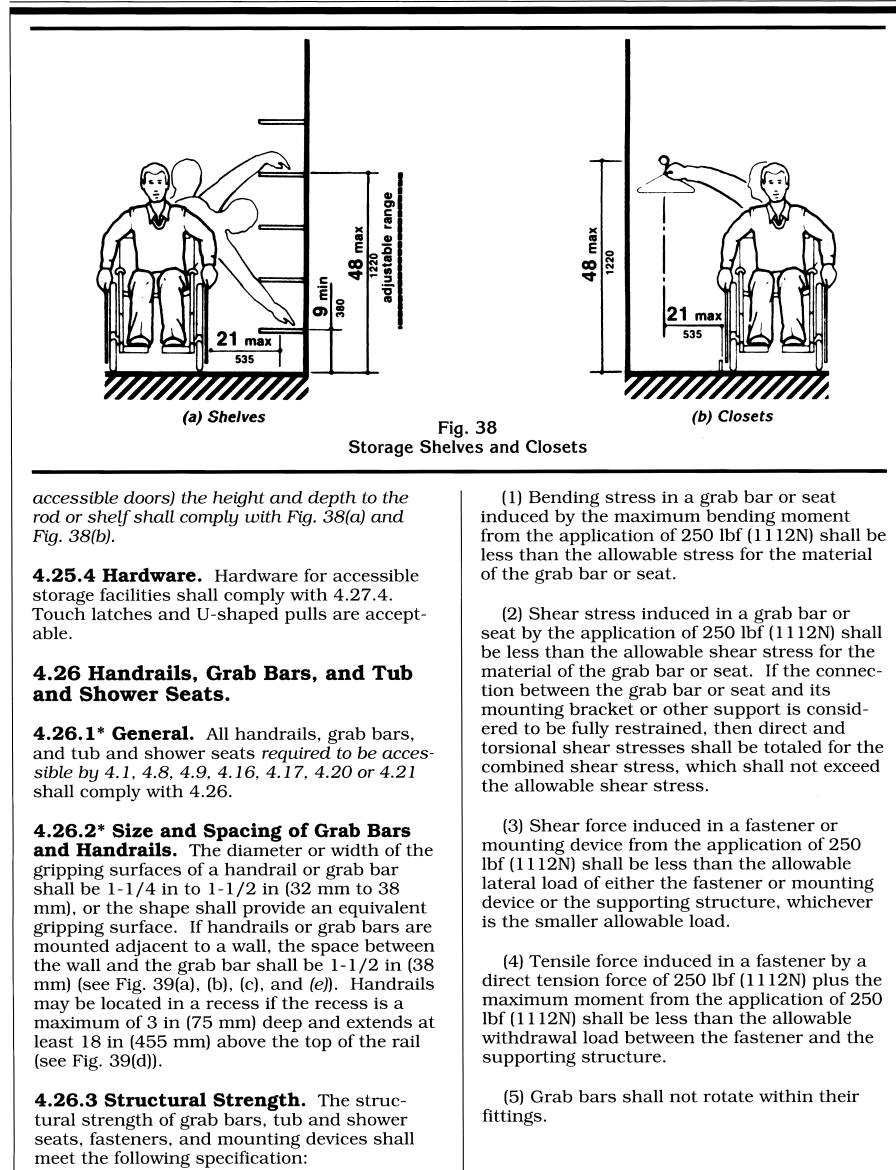 48 max
1220
adjustable range
9 min
380
21 max
535
(a) Shelves
48 max
1220
21 max
535
(b) Closets
Fig. 38
Storage Shelves and Closets
accessible doors) the height and depth to the
rod or shelf shall comply with Fig. 38(a) and
Fig. 38(b).
4.25.4 Hardware. Hardware for accessible
storage facilities shall comply with 4.27.4.
Touch latches and U-shaped pulls are accept-
able.
4.26 Handrails, Grab Bars, and Tub
and Shower Seats.
4.26.1* General. All handrails, grab bars,
and tub and shower seats required to be acces-
sible by 4.1, 4.8, 4.9, 4.16, 4.17, 4.20 or 4.21
shall comply with 4.26.
4.26.2* Size and Spacing of Grab Bars
and Handrails. The diameter or width of the
gripping surfaces of a handrail or grab bar
shall be 1-1/4 in to 1-1/2 in (32 mm to 38
mm), or the shape shall provide an equivalent
gripping surface. If handrails or grab bars are
mounted adjacent to a wall, the space between
the wall and the grab bar shall be 1-1/2 in (38
mm) (see Fig. 39(a), (b), (c), and (e)). Handrails
may be located in a recess if the recess is a
maximum of 3 in (75 mm) deep and extends at
least 18 in (455 mm) above the top of the rail
(see Fig. 39(d)).
4.26.3 Structural Strength. The struc-
tural strength of grab bars, tub and shower
seats, fasteners, and mounting devices shall
meet the following specification:
(1) Bending stress in a grab bar or seat
induced by the maximum bending moment
from the application of 250 lbf (1112N) shall be
less than the allowable stress for the material
of the grab bar or seat.
(2) Shear stress induced in a grab bar or
seat by the application of 250 lbf (1112N) shall
be less than the allowable shear stress for the
material of the grab bar or seat. If the connec-
tion between the grab bar or seat and its
mounting bracket or other support is consid-
ered to be fully restrained, then direct and
torsional shear stresses shall be totaled for the
combined shear stress, which shall not exceed
the allowable shear stress.
(3) Shear force induced in a fastener or
mounting device from the application of 250
lbf (1112N) shall be less than the allowable
lateral load of either the fastener or mounting
device or the supporting structure, whichever
is the smaller allowable load.
(4) Tensile force induced in a fastener by a
direct tension force of 250 lbf (1112N) plus the
maximum moment from the application of 250
lbf (1112N) shall be less than the allowable
withdrawal load between the fastener and the
supporting structure.
(5) Grab bars shall not rotate within their
fittings.